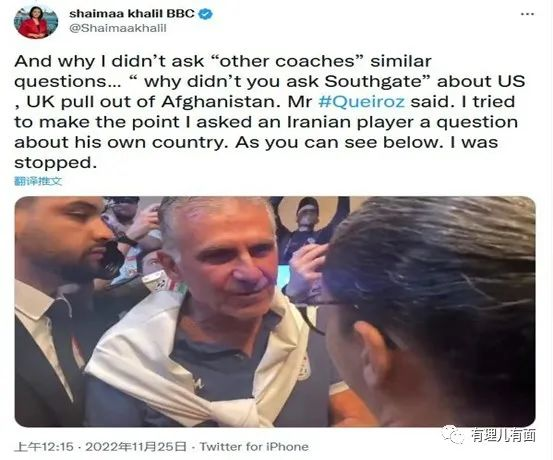 shaimaa khalil BBC
@Shaimaakhalil
And why I didn't ask “other coaches” similar
questions... “ why didn't you ask Southgate” about US
, UK pull out of Afghanistan. Mr #Queiroz said. I tried
to make the point I asked an Iranian player a question
about his own country. As you can see below. I was
stopped.
翻译推文
上午12:15 · 2022年11月25日 · Twitter for iPhone
有理儿有面